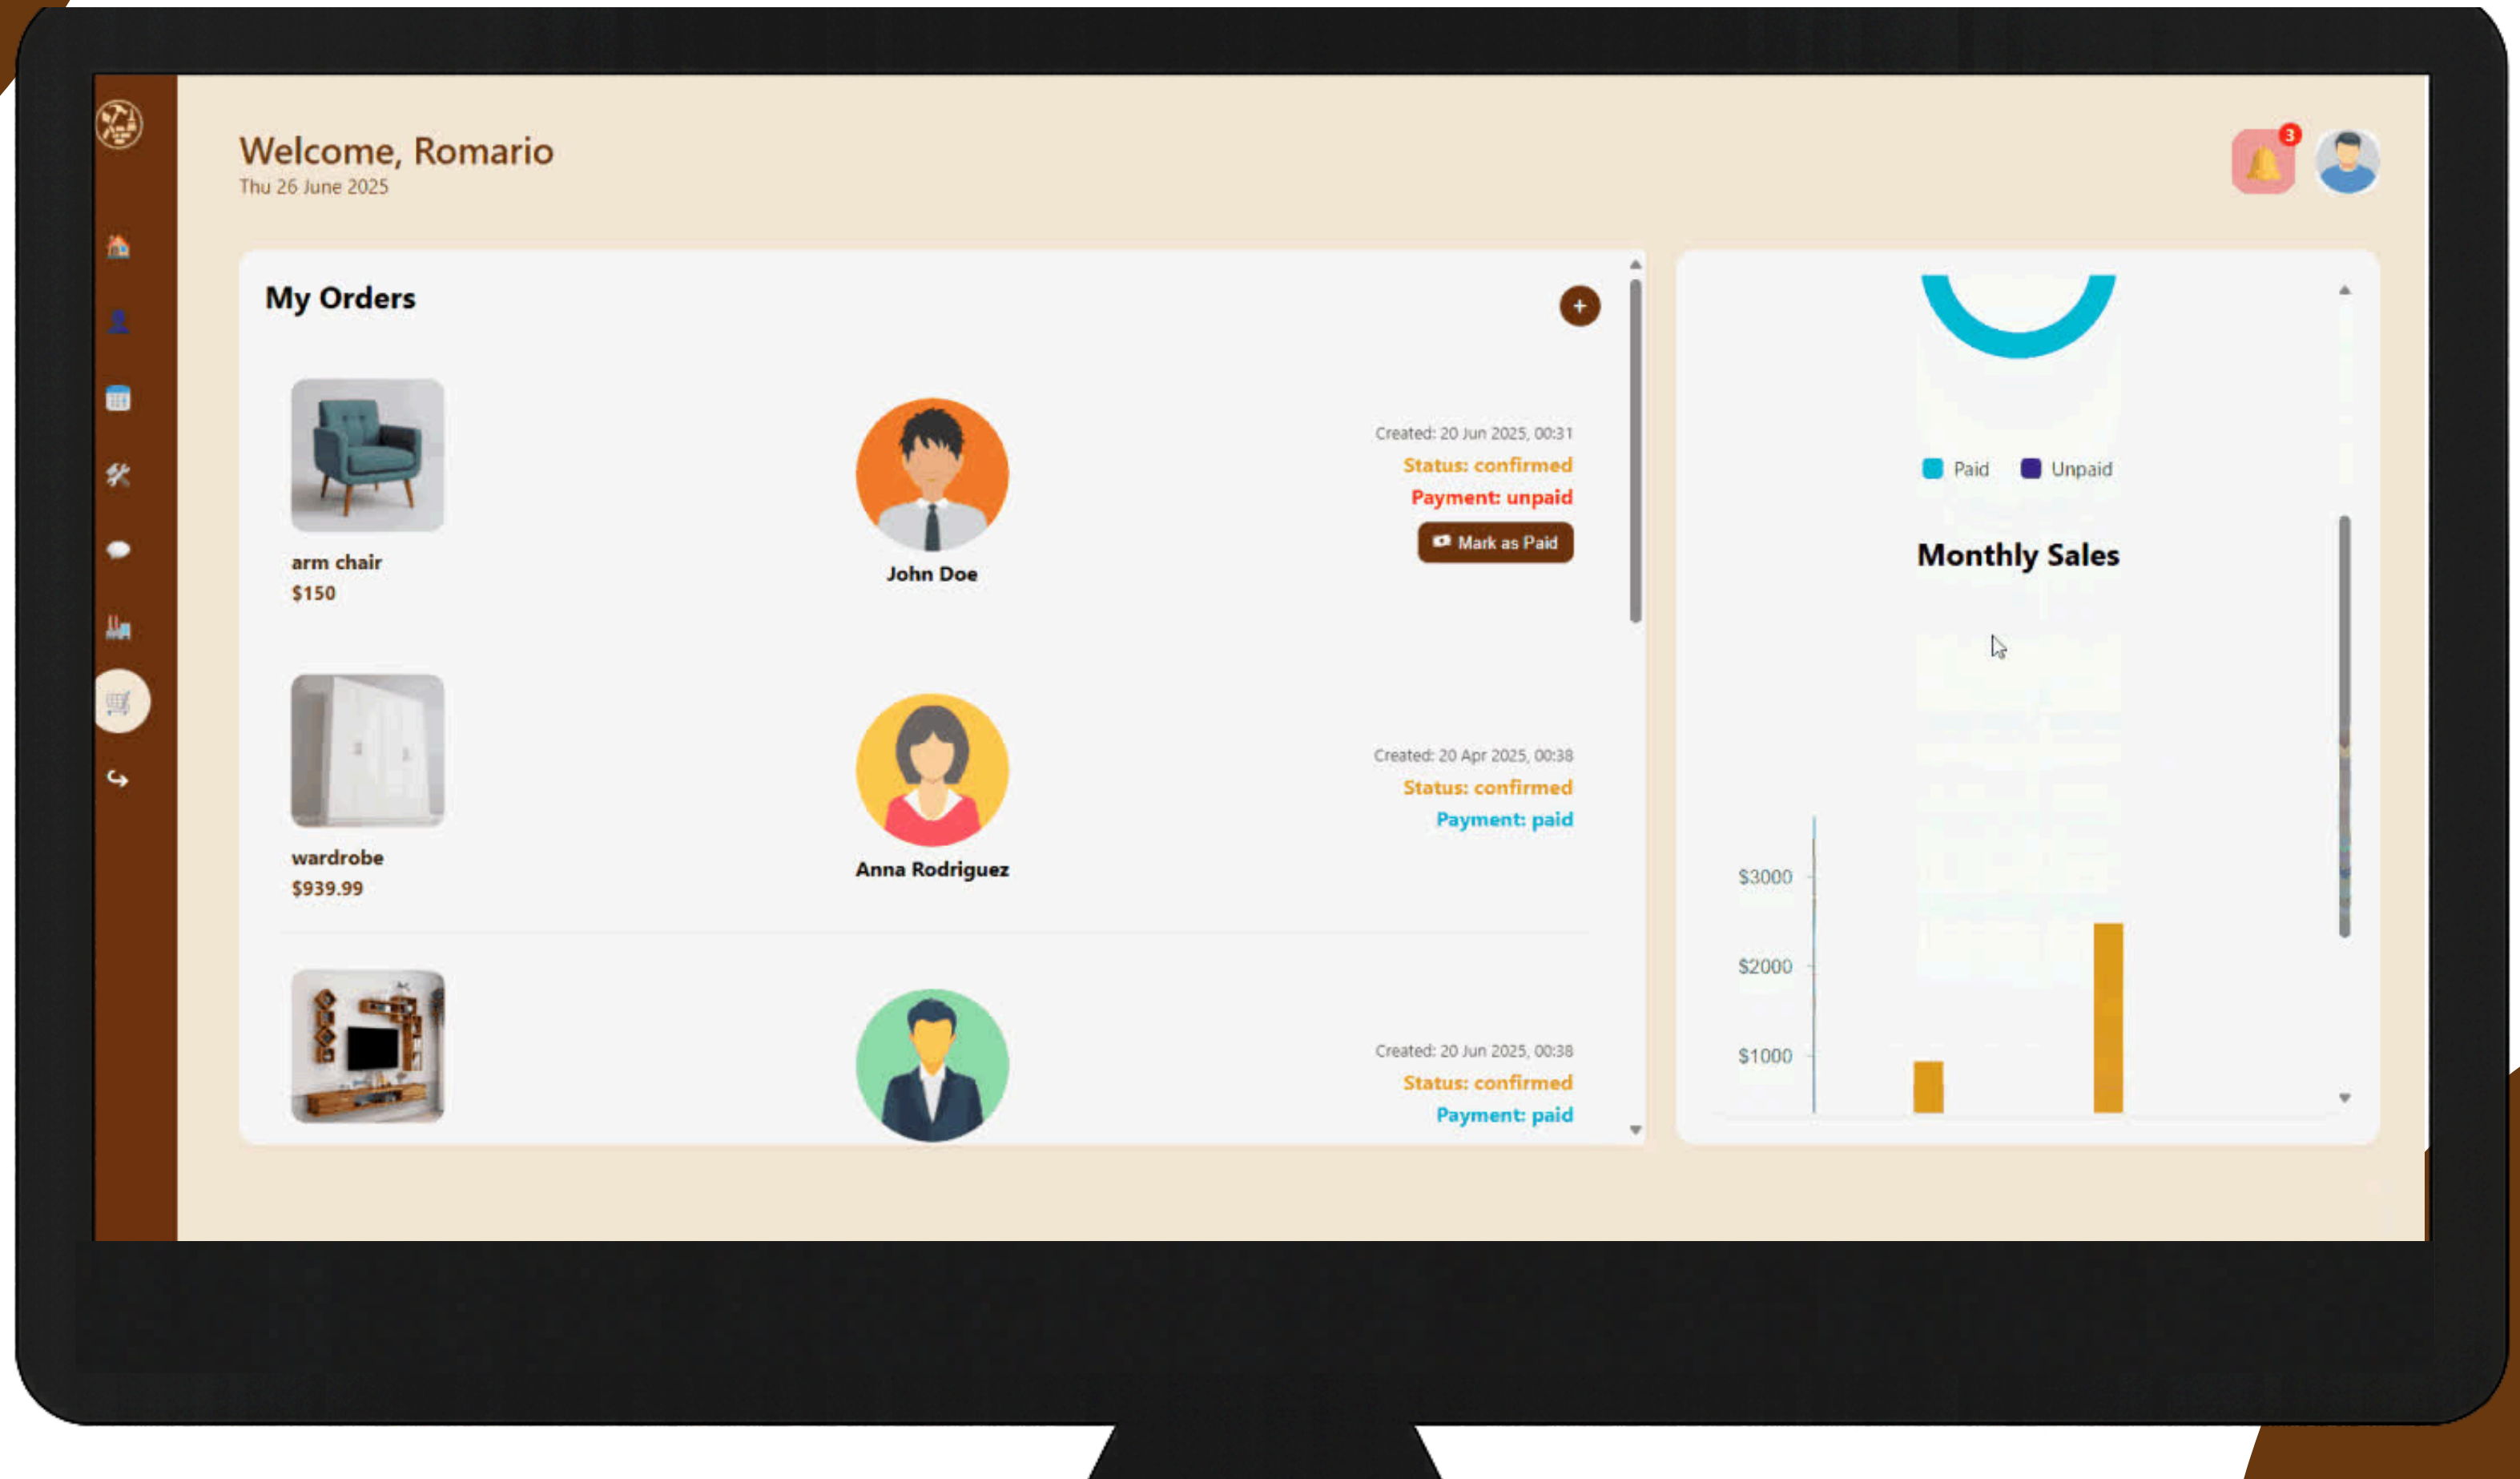 Welcome, Romario
Thu 26 June 2025
3
My Orders
+
arm chair
$150
John Doe
Created: 20 Jun 2025, 00:31
Status: confirmed
Payment: unpaid
Mark as Paid
wardrobe
$939.99
Anna Rodriguez
Created: 20 Apr 2025, 00:38
Status: confirmed
Payment: paid
Created: 20 Jun 2025, 00:38
Status: confirmed
Payment: paid
Paid
Unpaid
Monthly Sales
$3000
$2000
$1000